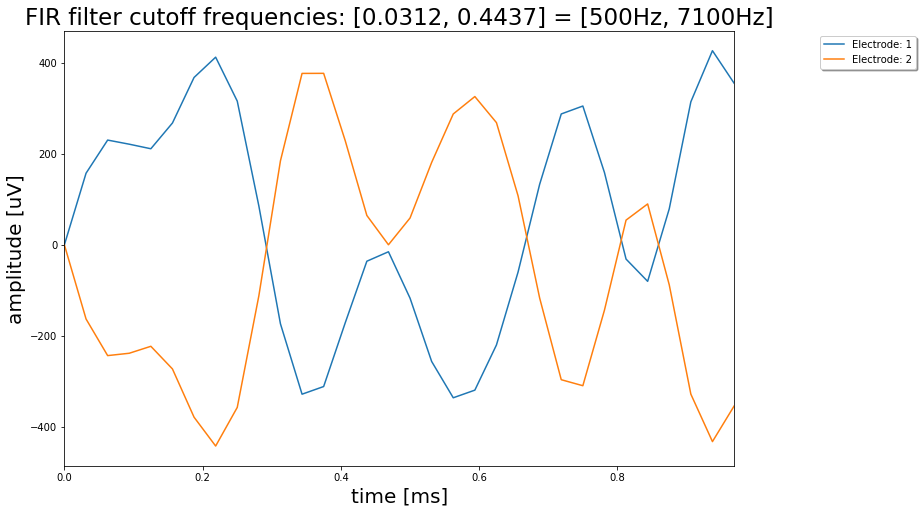 FIR filter cutoff frequencies: [0.0312, 0.4437] = [500Hz, 7100Hz]
Electrode: 1
Electrode: 2
400
200
0
−200
−400
amplitude [uV]
0.0 0.2 0.4 0.6 0.8
time [ms]